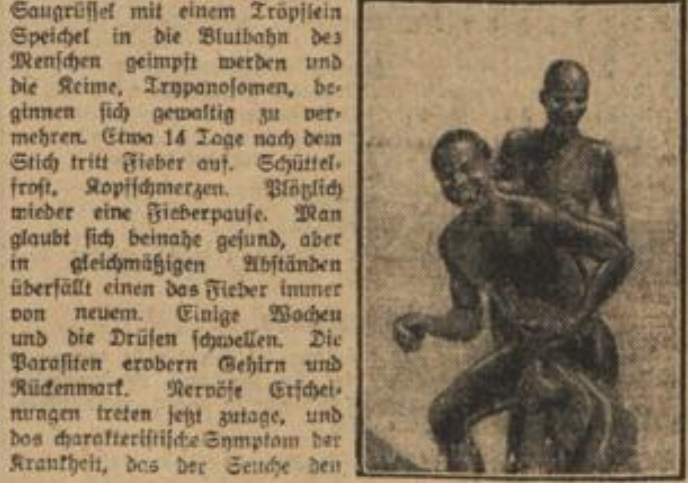 Saugrüssel mit einem Tröpflein
Speichel in die Blutbahn des
Menschen geimpft werden und
die Keime, Trypanosomen, be-
ginnen sich gewaltig zu ver-
mehren. Etwa 14 Tage nach dem
Stich tritt Fieber auf. Schüttel-
frost, Kopfschmerzen. Plötzlich
wieder eine Fieberpause. Man
glaubt sich beinahe gesund, aber
in gleichmäßigen Abständen
überfällt einen das Fieber immer
von neuem. Einige Wochen
und die Drüsen schwellen. Die
Parasiten erobern Gehirn und
Rückenmark. Nervöse Erschei-
nungen treten jetzt zutage, und
das charakteristische Symptom der
Krankheit, das der Seuche den